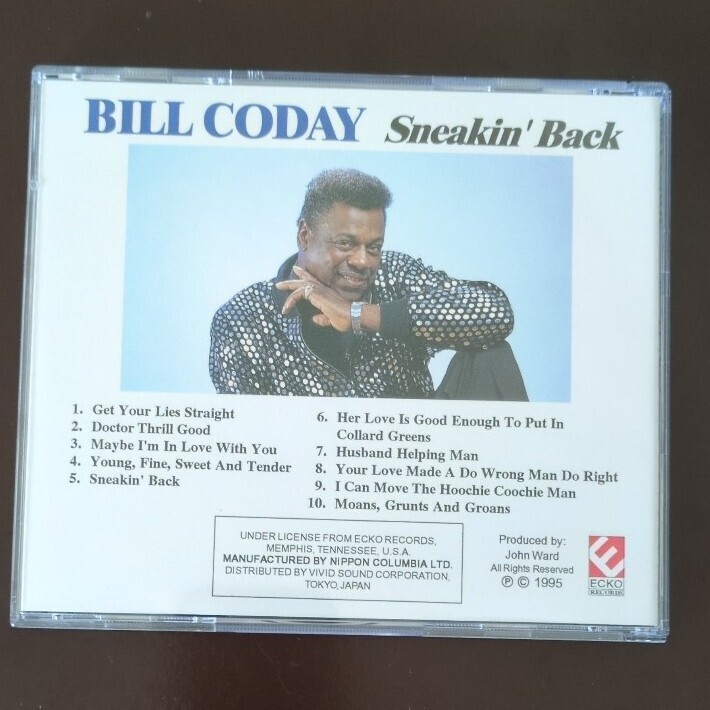 BILL CODAY Sneakin' Back
1. Get Your Lies Straight
2. Doctor Thrill Good
3. Maybe I'm In Love With You
4. Young, Fine, Sweet And Tender
5. Sneakin' Back
6. Her Love Is Good Enough To Put In
Collard Greens
7. Husband Helping Man
8. Your Love Made A Do Wrong Man Do Right
9. I Can Move The Hoochie Coochie Man
10. Moans, Grunts And Groans
UNDER LICENSE FROM ECKO RECORDS,
MEMPHIS, TENNESSEE, U.S.A.
MANUFACTURED BY NIPPON COLUMBIA LTD.
DISTRIBUTED BY VIVID SOUND CORPORATION,
TOKYO, JAPAN
Produced by:
John Ward
All Rights Reserved
℗ © 1995
E
ECKO
RECORDS